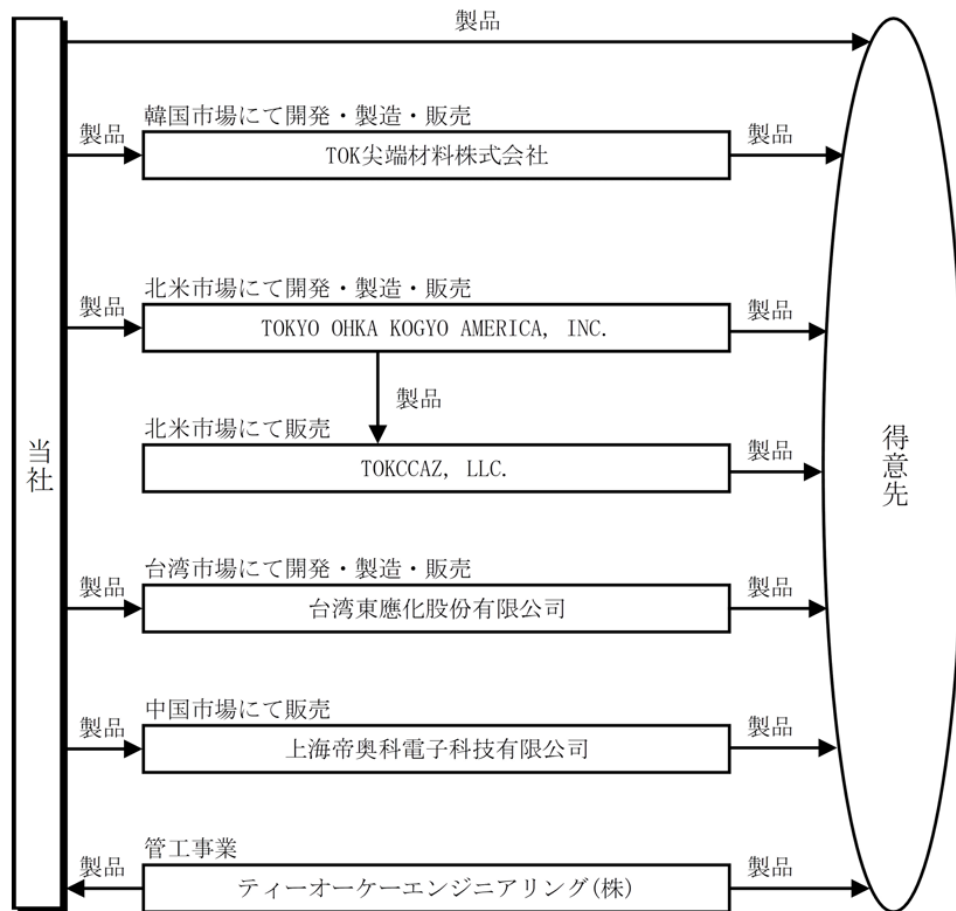 製品
韓国市場にて開発・製造・販売
製品
TOK尖端材料株式会社
製品
北米市場にて開発・製造・販売
製品
TOKYO OHKA KOGYO AMERICA, INC.
製品
製品
北米市場にて販売
TOKCCAZ, LLC.
製品
当社
得意先
台湾市場にて開発・製造・販売
製品
台湾東應化股份有限公司
製品
中国市場にて販売
製品
上海帝奥科電子科技有限公司
製品
管工事業
製品
ティーオーケーエンジニアリング(株)
製品